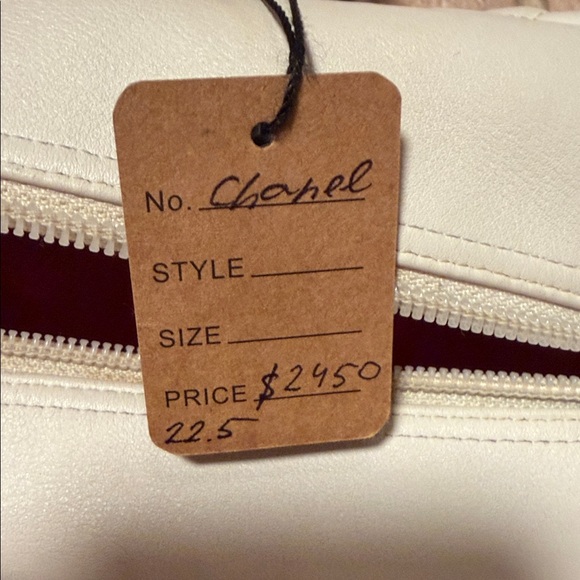 No. Chanel
STYLE
SIZE
PRICE $2450
22.5